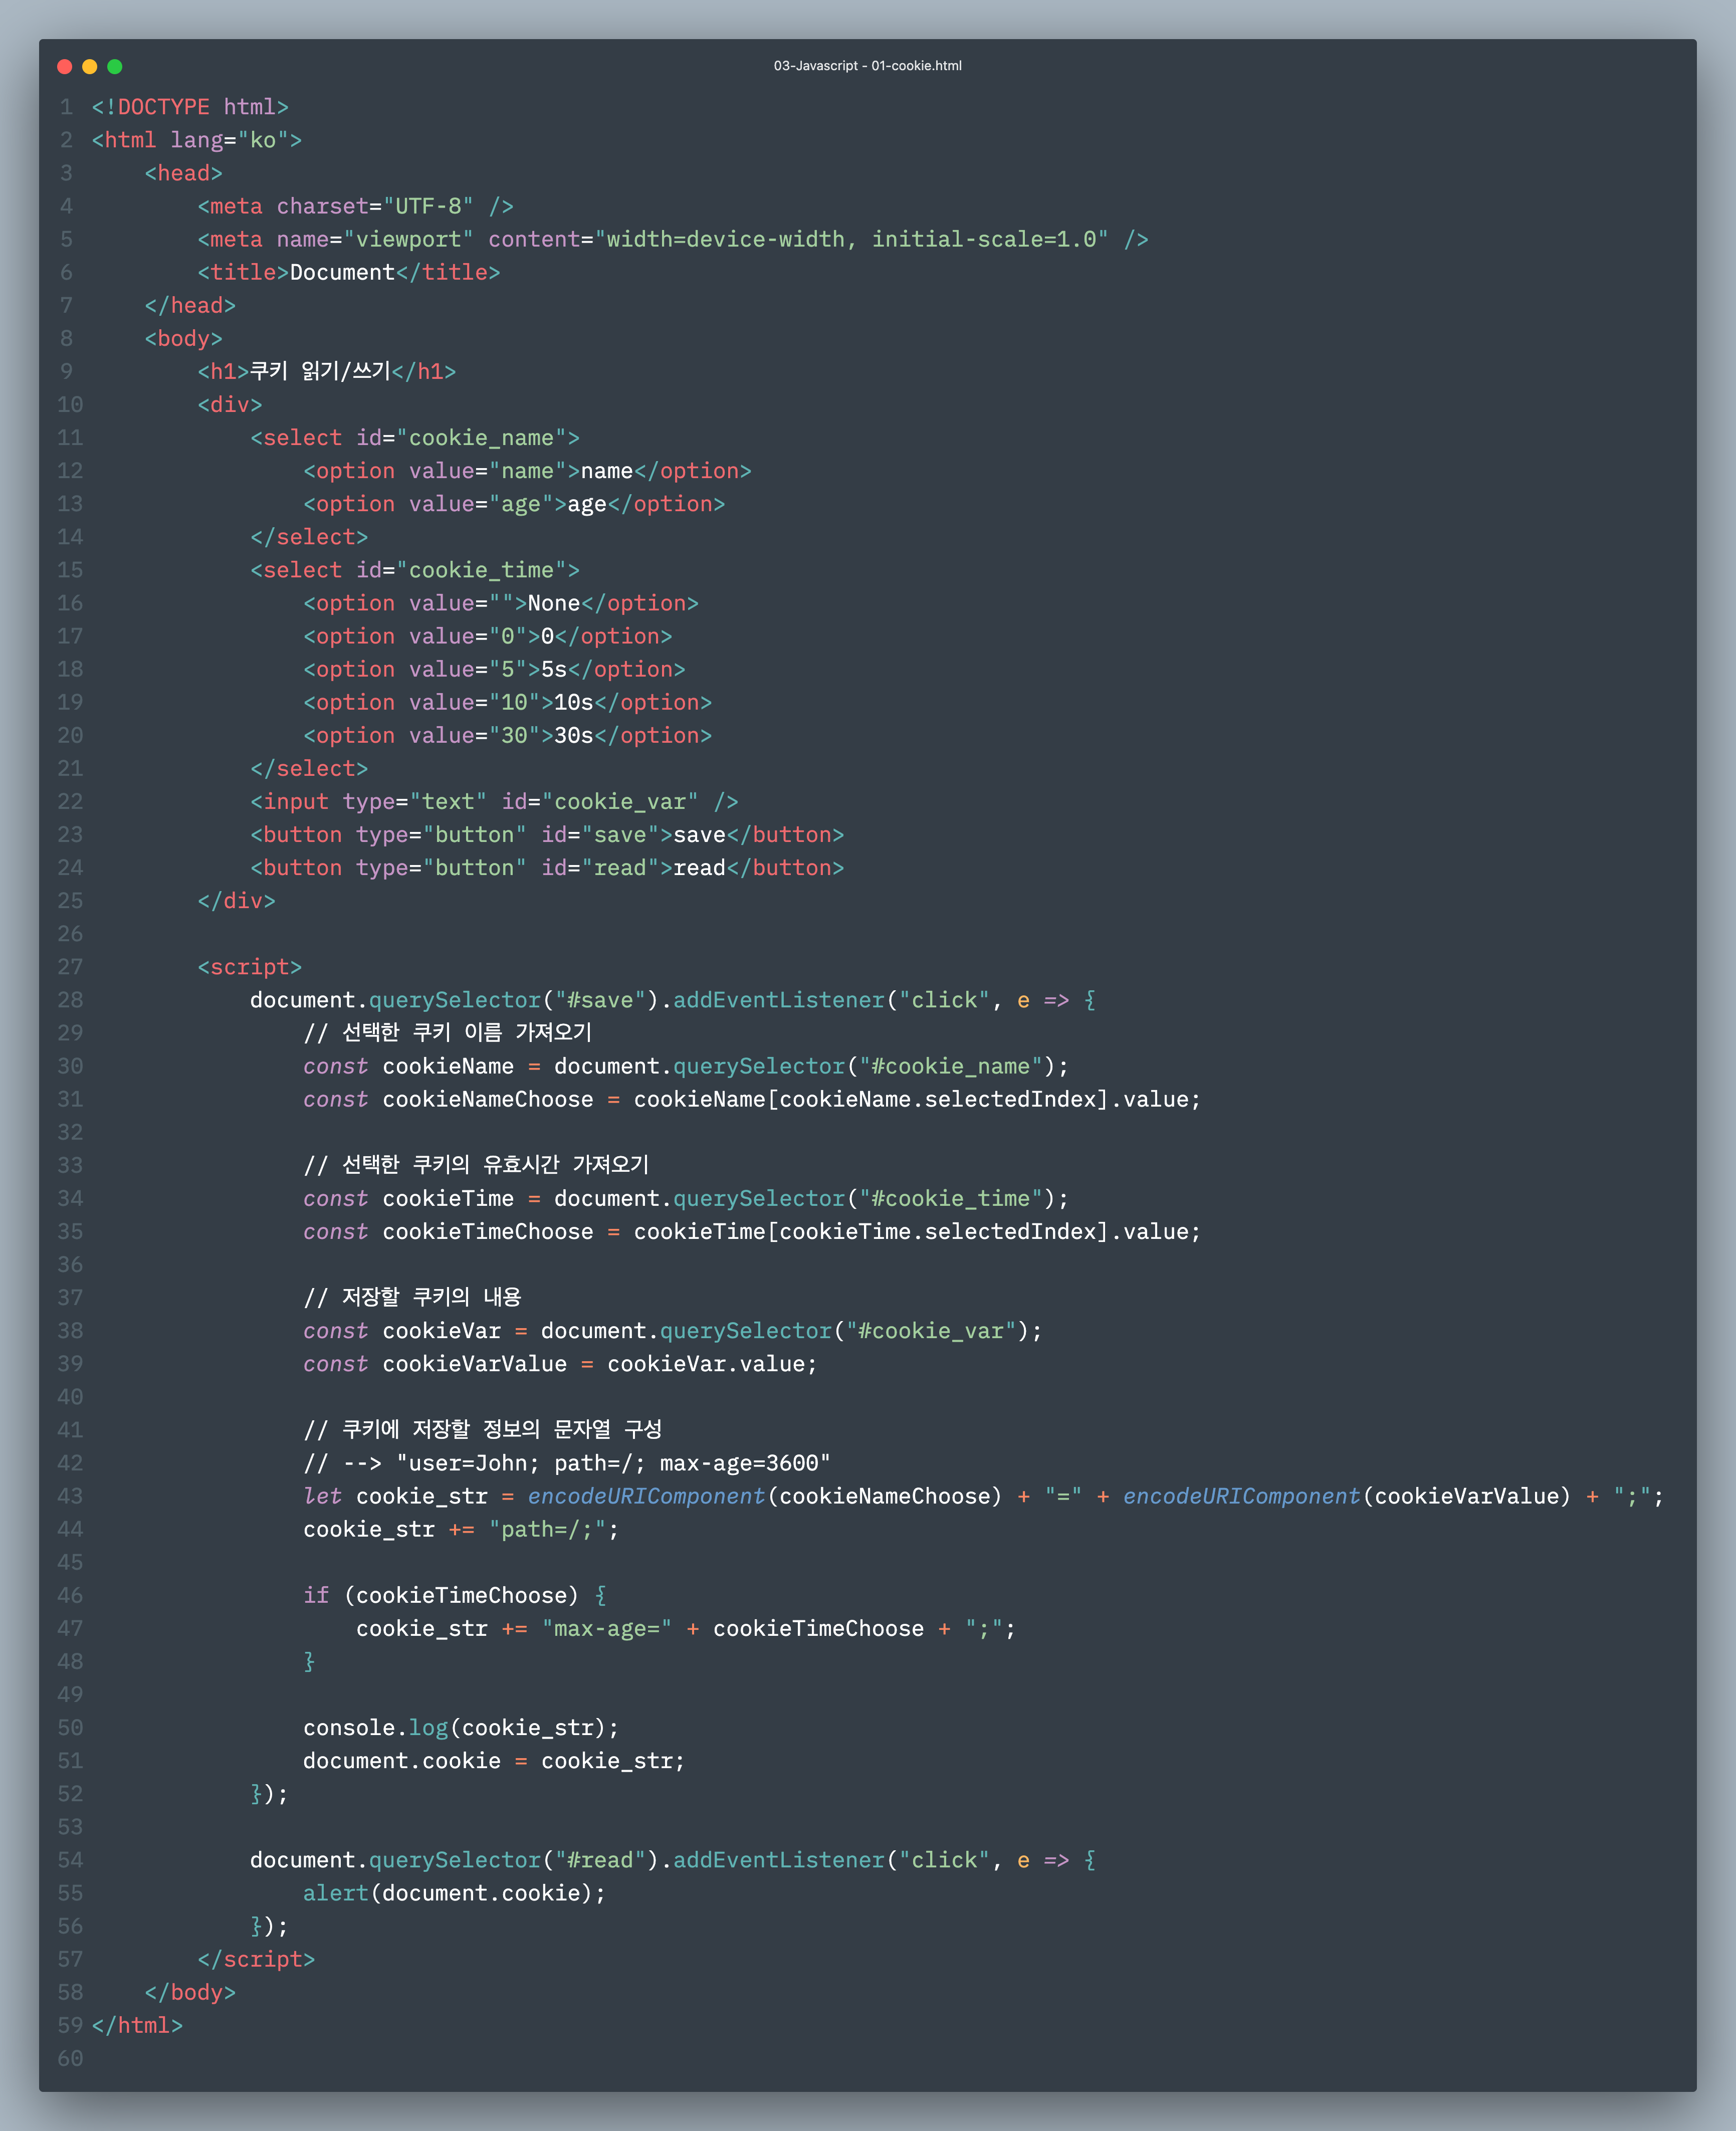 03-Javascript - 01-cookie.html
1 <!DOCTYPE html>
2 <html lang="ko">
3     <head>
4         <meta charset="UTF-8" />
5         <meta name="viewport" content="width=device-width, initial-scale=1.0" />
6         <title>Document</title>
7     </head>
8     <body>
9         <h1>쿠키 읽기/쓰기</h1>
10         <div>
11             <select id="cookie_name">
12                 <option value="name">name</option>
13                 <option value="age">age</option>
14             </select>
15             <select id="cookie_time">
16                 <option value="">None</option>
17                 <option value="0">0</option>
18                 <option value="5">5s</option>
19                 <option value="10">10s</option>
20                 <option value="30">30s</option>
21             </select>
22             <input type="text" id="cookie_var" />
23             <button type="button" id="save">save</button>
24             <button type="button" id="read">read</button>
25         </div>
26
27         <script>
28             document.querySelector("#save").addEventListener("click", e => {
29                 // 선택한 쿠키 이름 가져오기
30                 const cookieName = document.querySelector("#cookie_name");
31                 const cookieNameChoose = cookieName[cookieName.selectedIndex].value;
32
33                 // 선택한 쿠키의 유효시간 가져오기
34                 const cookieTime = document.querySelector("#cookie_time");
35                 const cookieTimeChoose = cookieTime[cookieTime.selectedIndex].value;
36
37                 // 저장할 쿠키의 내용
38                 const cookieVar = document.querySelector("#cookie_var");
39                 const cookieVarValue = cookieVar.value;
40
41                 // 쿠키에 저장할 정보의 문자열 구성
42                 // --> "user=John; path=/; max-age=3600"
43                 let cookie_str = encodeURIComponent(cookieNameChoose) + "=" + encodeURIComponent(cookieVarValue) + ";";
44                 cookie_str += "path=/;";
45
46                 if (cookieTimeChoose) {
47                     cookie_str += "max-age=" + cookieTimeChoose + ";";
48                 }
49
50                 console.log(cookie_str);
51                 document.cookie = cookie_str;
52             });
53
54             document.querySelector("#read").addEventListener("click", e => {
55                 alert(document.cookie);
56             });
57         </script>
58     </body>
59 </html>
60